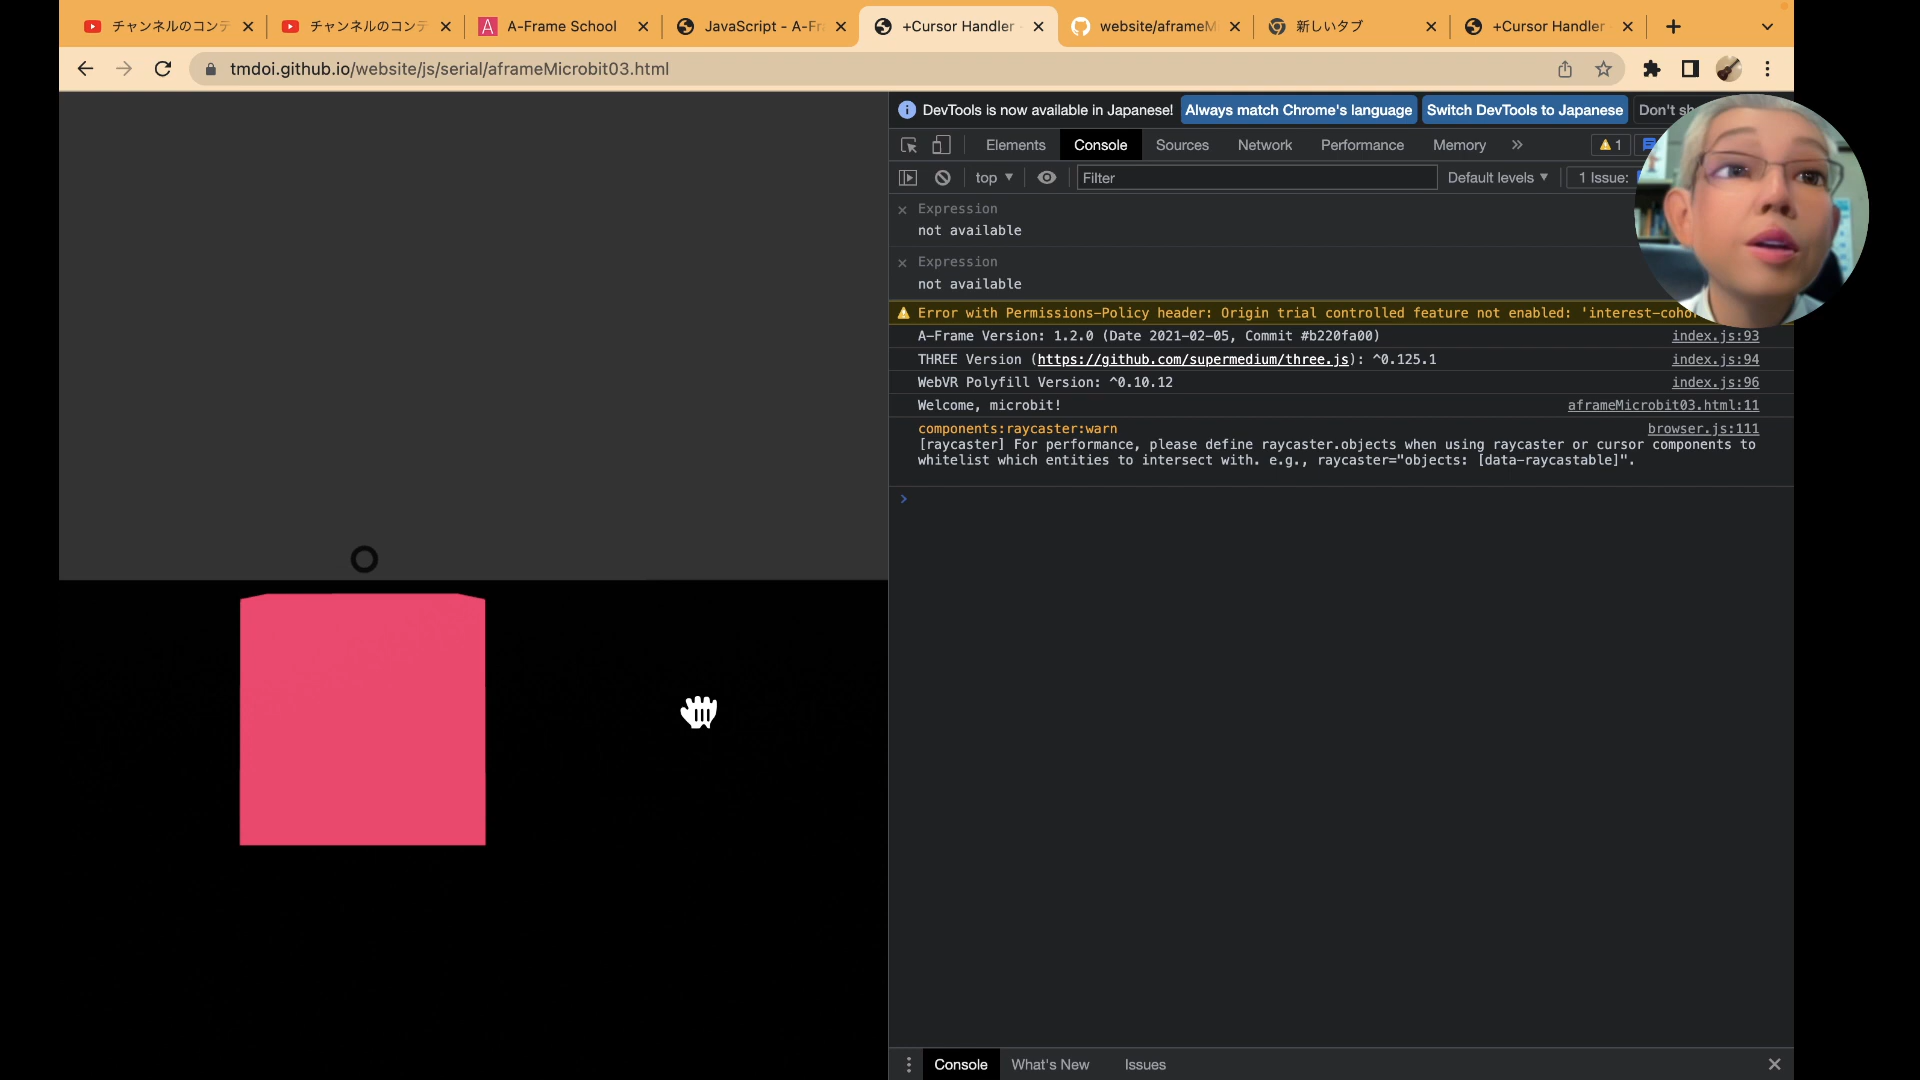 チャンネルのコンテ
チャンネルのコンテ
A-Frame School
JavaScript - A-Fr
+Cursor Handler
website/aframeM
新しいタブ
+Cursor Handler
tmdoi.github.io/website/js/serial/aframeMicrobit03.html
DevTools is now available in Japanese!
Always match Chrome's language
Switch DevTools to Japanese
Don't sh
Elements
Console
Sources
Network
Performance
Memory
1
top
Filter
Default levels
1 Issue:
Expression
not available
Expression
not available
Error with Permissions-Policy header: Origin trial controlled feature not enabled: 'interest-coho
A-Frame Version: 1.2.0 (Date 2021-02-05, Commit #b220fa00) index.js:93
THREE Version (https://github.com/supermedium/three.js): ^0.125.1 index.js:94
WebVR Polyfill Version: ^0.10.12 index.js:96
Welcome, microbit! aframeMicrobit03.html:11
components:raycaster:warn browser.js:111
[raycaster] For performance, please define raycaster.objects when using raycaster or cursor components to
whitelist which entities to intersect with. e.g., raycaster="objects: [data-raycastable]".
Console
What's New
Issues